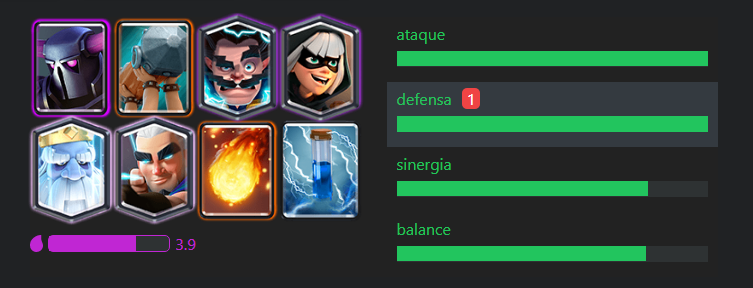 ataque
defensa 1
sinergia
balance
3.9